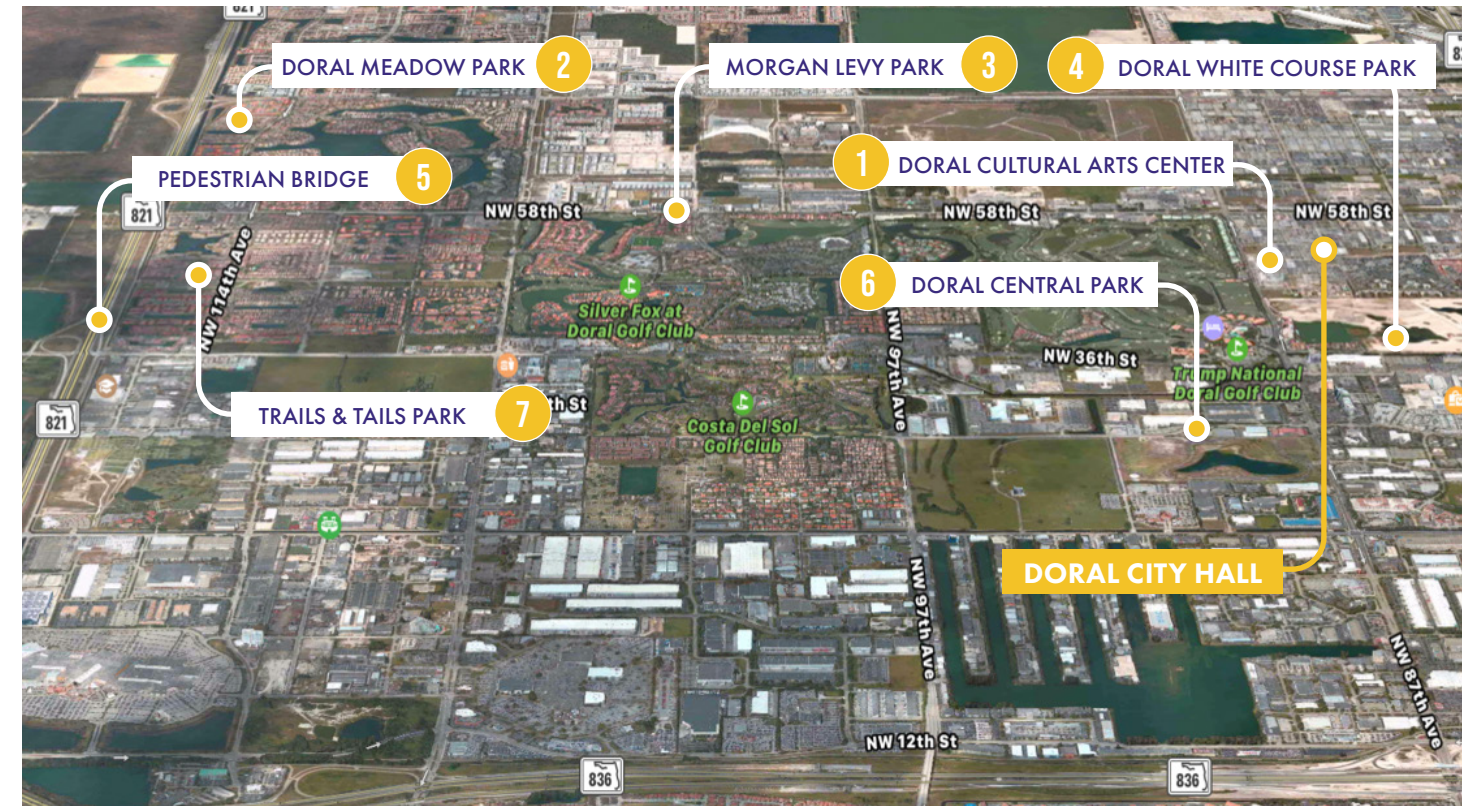 821
DORAL MEADOW PARK 2
MORGAN LEVY PARK 3
4 DORAL WHITE COURSE PARK
1 DORAL CULTURAL ARTS CENTER
PEDESTRIAN BRIDGE 5
821
NW 58th St
NW 58th St
NW 58th St
NW 114th Ave
6 DORAL CENTRAL PARK
Silver Fox at
Doral Golf Club
NW 97th Ave
NW 36th St
Trump National
Doral Golf Club
TRAILS & TAILS PARK 7
th St
821
Costa Del Sol
Golf Club
DORAL CITY HALL
NW 97th Ave
NW 87th Ave
NW 12th St
836
836